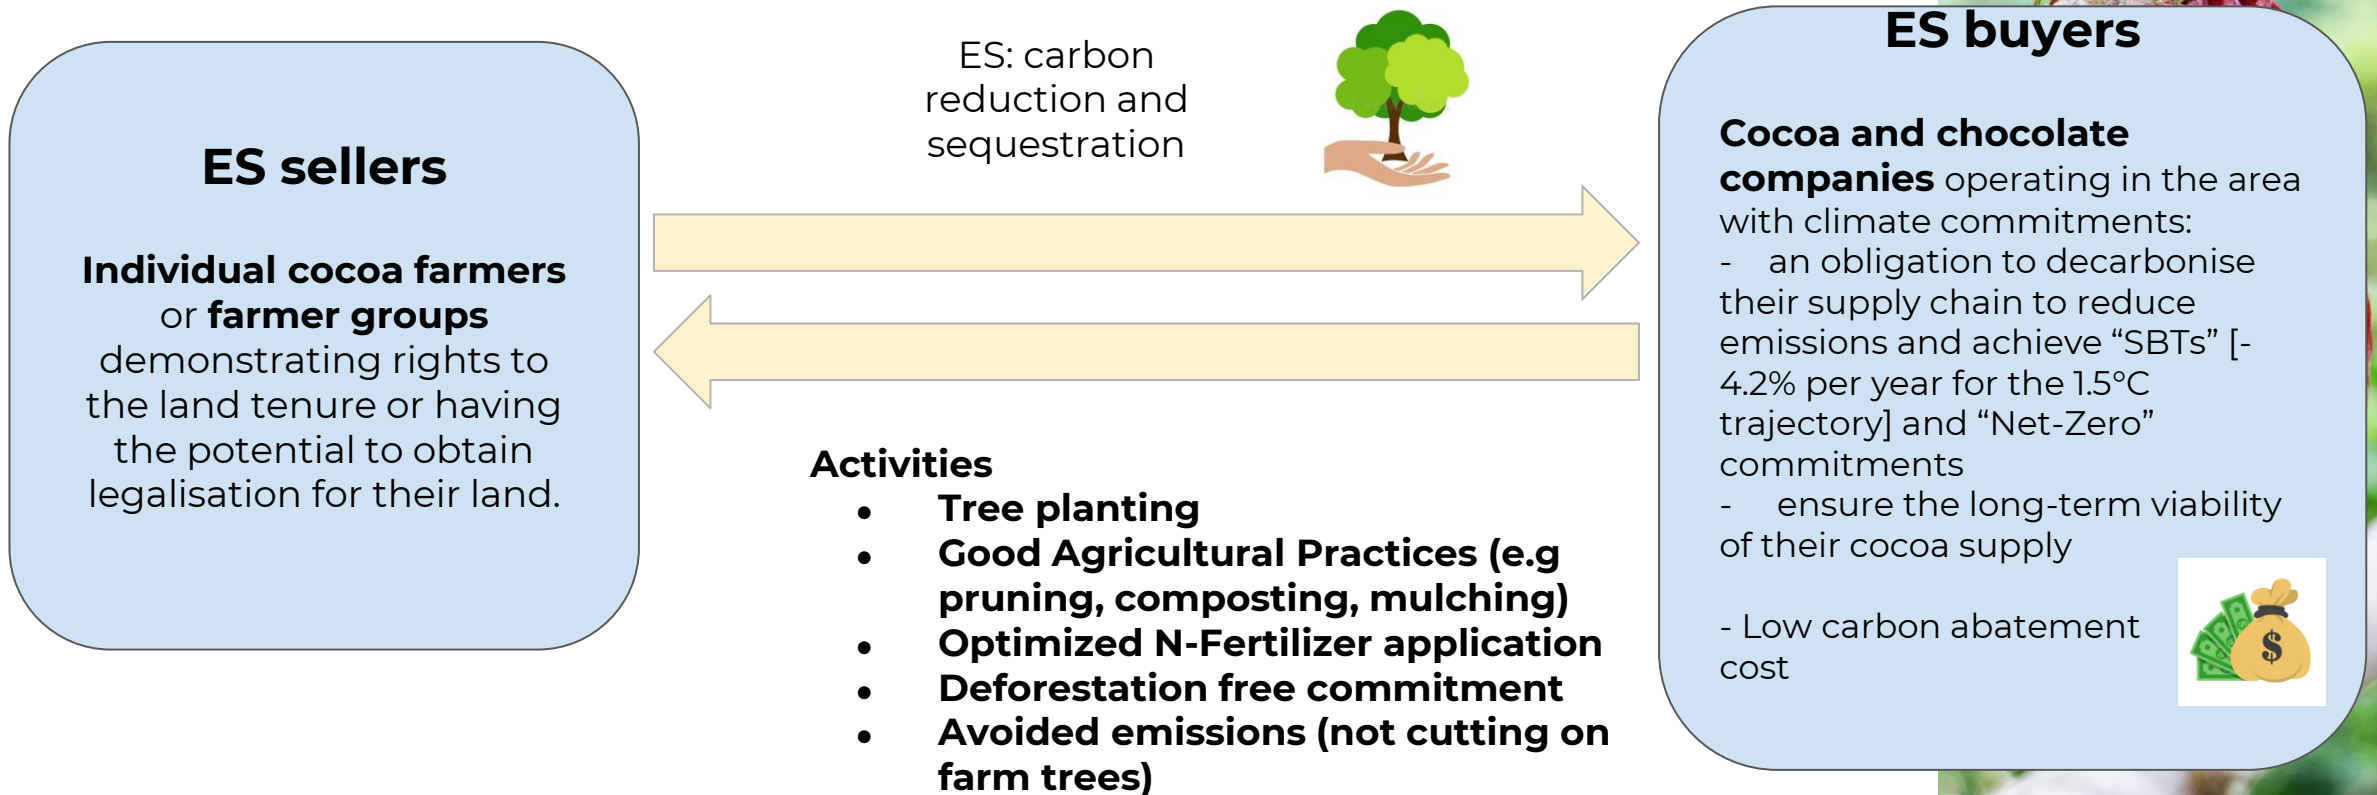 ES sellers
Individual cocoa farmers
or farmer groups
demonstrating rights to
the land tenure or having
the potential to obtain
legalisation for their land.
ES: carbon
reduction and
sequestration
Activities
● Tree planting
● Good Agricultural Practices (e.g
pruning, composting, mulching)
● Optimized N-Fertilizer application
● Deforestation free commitment
● Avoided emissions (not cutting on
farm trees)
ES buyers
Cocoa and chocolate
companies operating in the area
with climate commitments:
- an obligation to decarbonise
their supply chain to reduce
emissions and achieve “SBTs” [-
4.2% per year for the 1.5°C
trajectory] and “Net-Zero”
commitments
- ensure the long-term viability
of their cocoa supply
- Low carbon abatement
cost
$